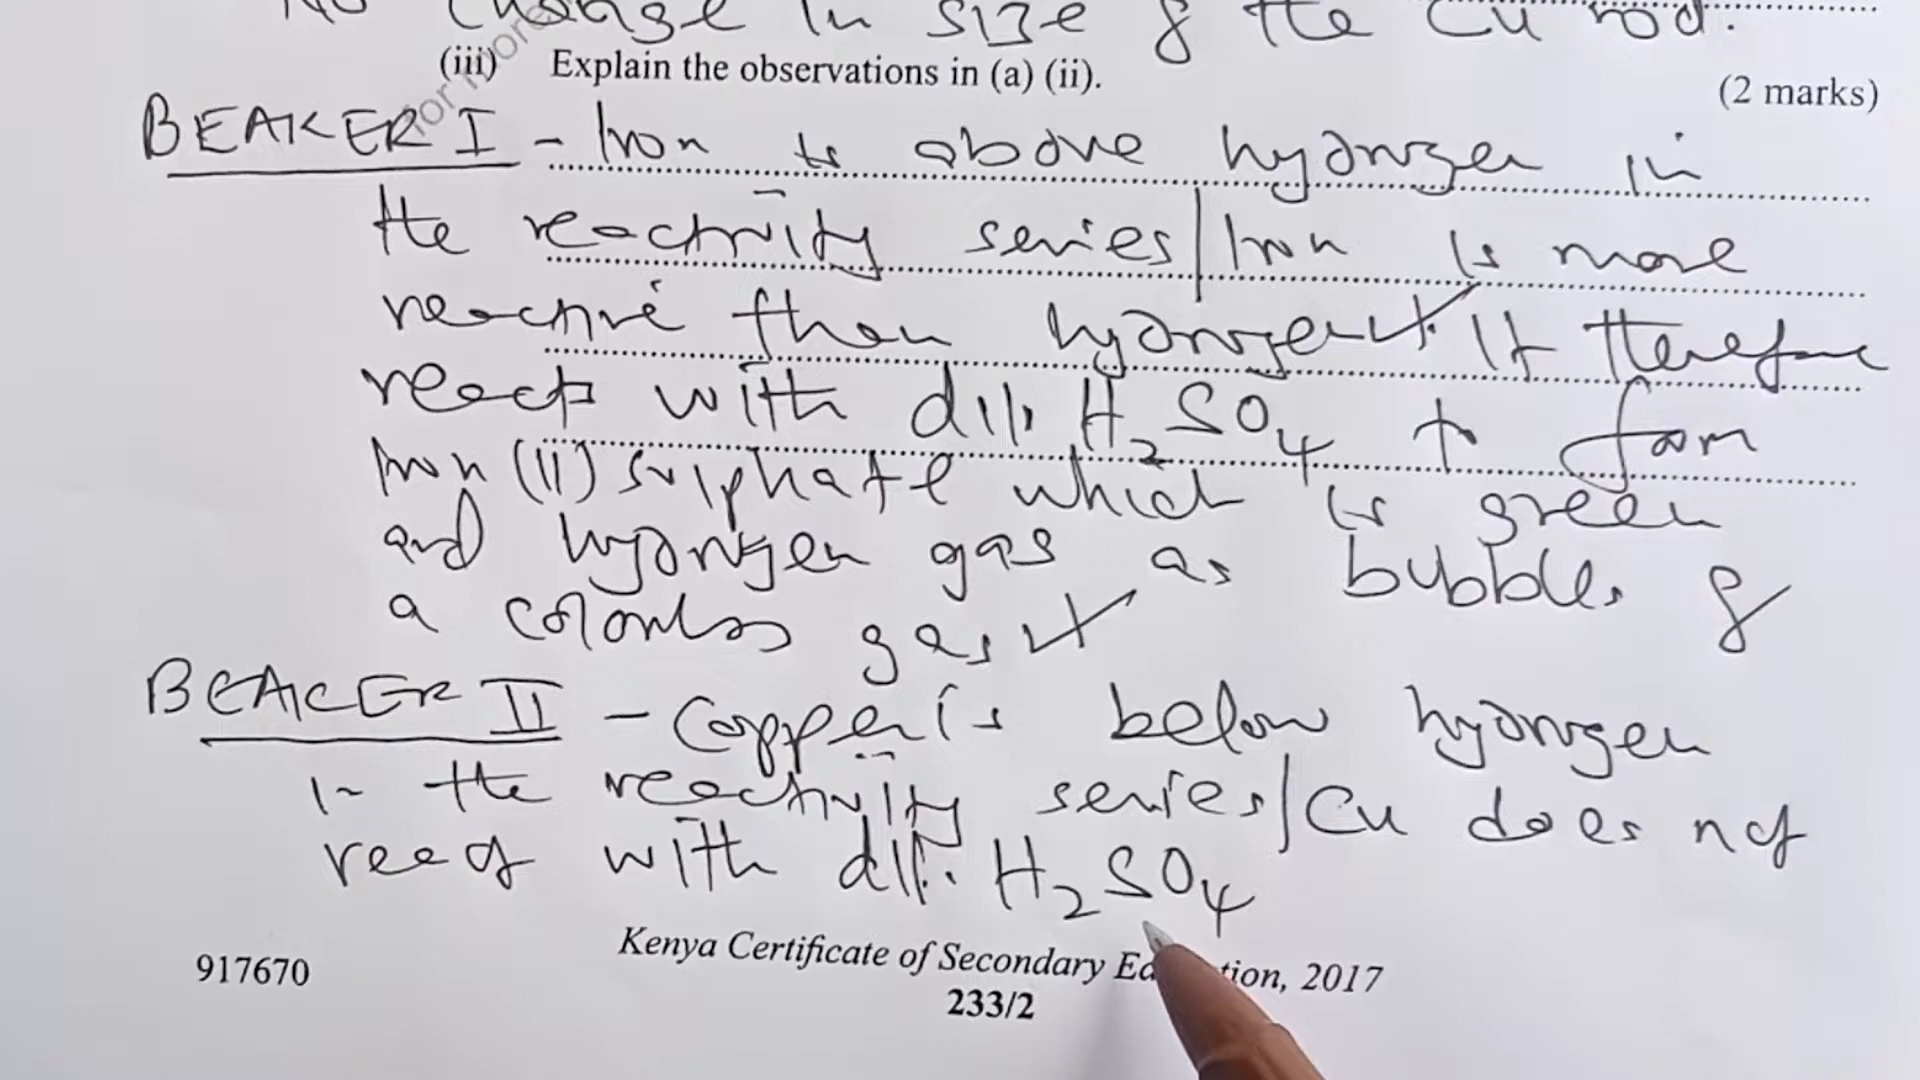 No change in size of the Cu rod.
for more
(iii) Explain the observations in (a) (ii).
(2 marks)
BEAKER I - Iron is above hydrogen in
the reactivity series/Iron is more
reactive than hydrogen. It therefore
reacts with dil. H₂SO₄ to form
Iron (II) sulphate which is green
and hydrogen gas as bubbles of
a colourless gas
BEAKER II - Copper is below hydrogen
in the reactivity series/Cu does not
react with dil. H₂SO₄
Kenya Certificate of Secondary Ed tion, 2017
917670
233/2